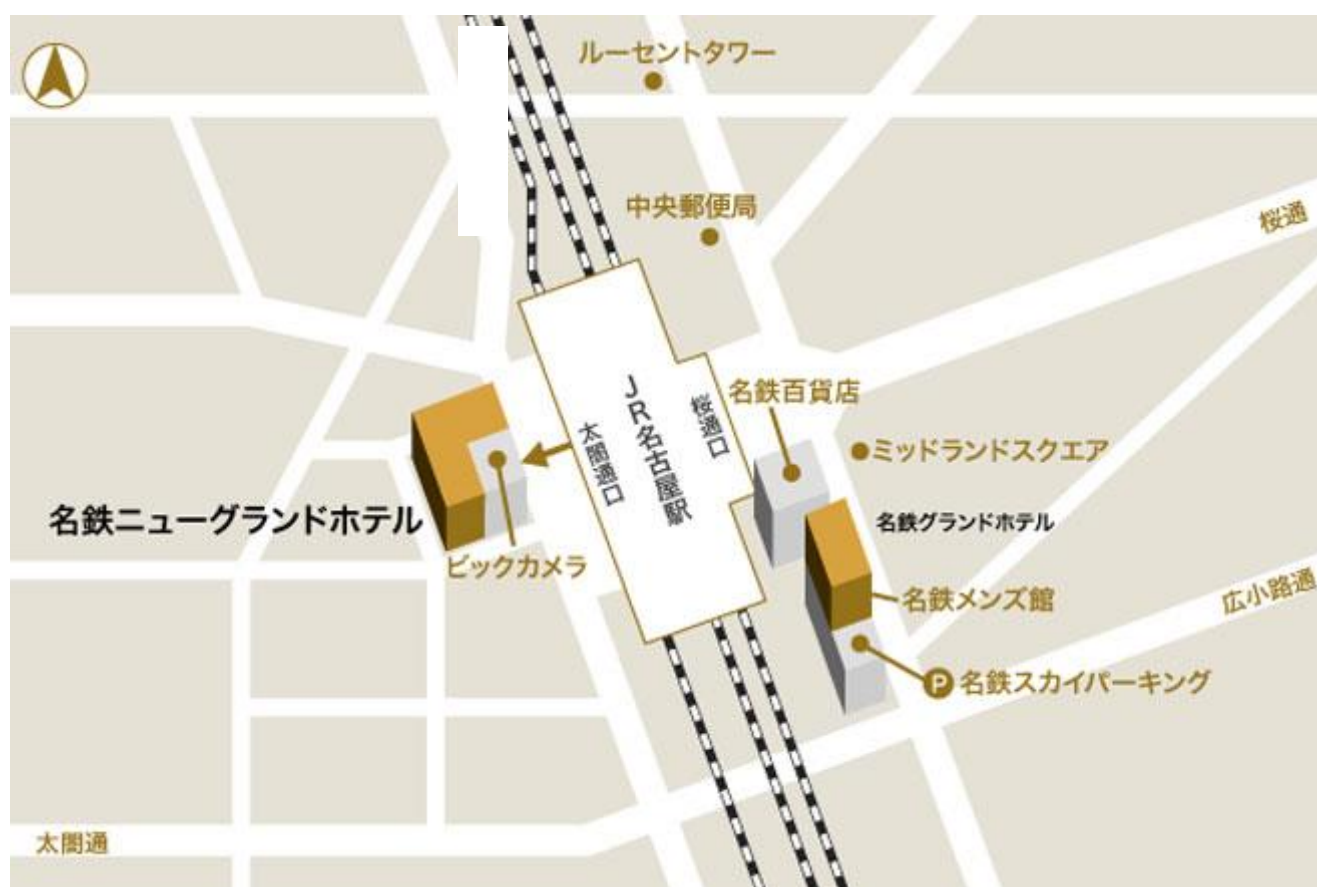 ルーセントタワー
中央郵便局
桜通
名鉄百貨店
JR名古屋駅
桜通口
太閤通口
ミッドランドスクエア
名鉄ニューグランドホテル
名鉄グランドホテル
ビックカメラ
名鉄メンズ館
広小路通
P 名鉄スカイパーキング
太閤通